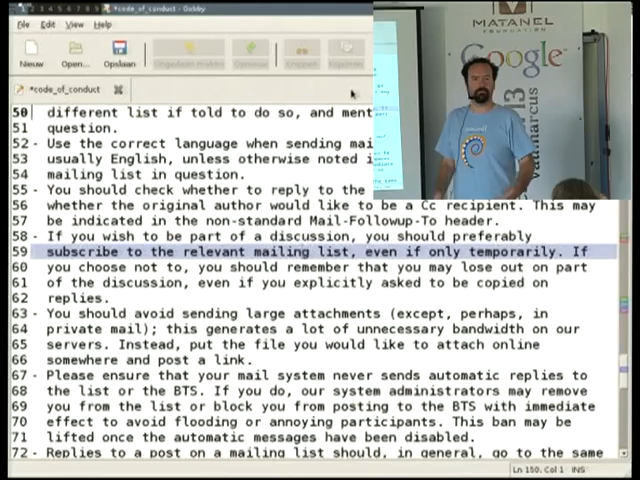 *code_of_conduct - Gobby
File Edit View Help
Nieuw Open... Opslaan
*code_of_conduct
50 different list if told to do so, and ment
51 question.
52 - Use the correct language when sending mai
53 usually English, unless otherwise noted i
54 mailing list in question.
55 - You should check whether to reply to the
56 whether the original author would like to be a Cc recipient. This may
57 be indicated in the non-standard Mail-Followup-To header.
58 - If you wish to be part of a discussion, you should preferably
59 subscribe to the relevant mailing list, even if only temporarily. If
60 you choose not to, you should remember that you may lose out on part
61 of the discussion, even if you explicitly asked to be copied on
62 replies.
63 - You should avoid sending large attachments (except, perhaps, in
64 private mail); this generates a lot of unnecessary bandwidth on our
65 servers. Instead, put the file you would like to attach online
66 somewhere and post a link.
67 - Please ensure that your mail system never sends automatic replies to
68 the list or the BTS. If you do, our system administrators may remove
69 you from the list or block you from posting to the BTS with immediate
70 effect to avoid flooding or annoying participants. This ban may be
71 lifted once the automatic messages have been disabled.
72 - Replies to a post on a mailing list should, in general, go to the same
Ln 150, Col 1 INS
MATANEL
FOUNDATION
Google
13
vaumarcus